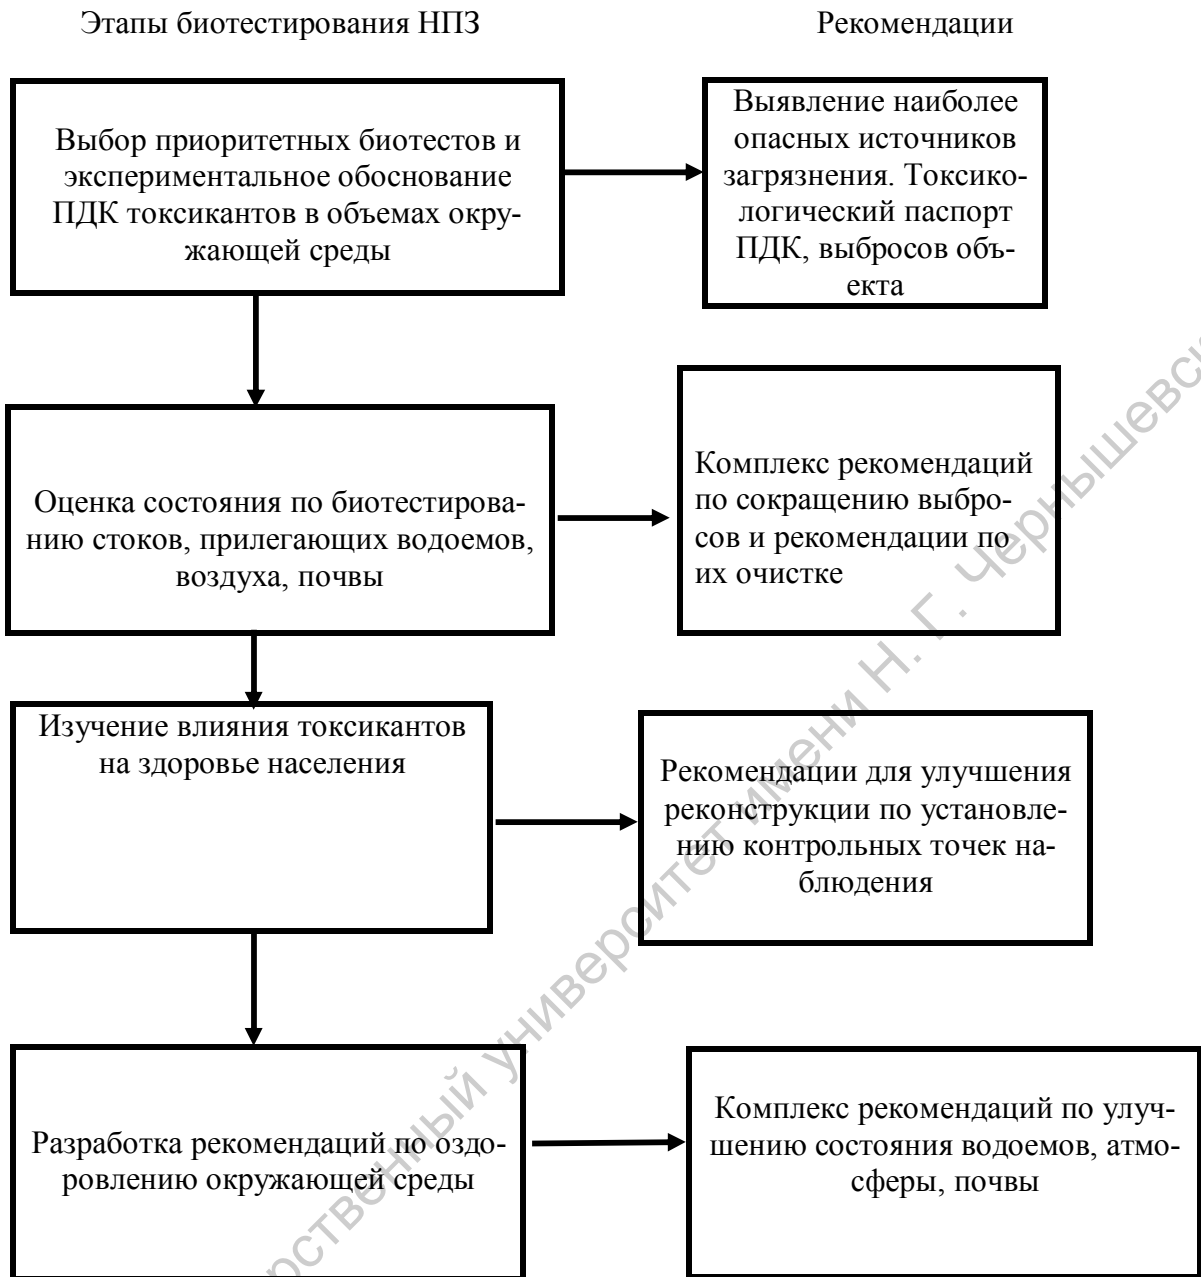 Этапы биотестирования НПЗ
Рекомендации
Выбор приоритетных биотестов и
экспериментальное обоснование
ПДК токсикантов в объемах окру-
жающей среды
Выявление наиболее
опасных источников
загрязнения. Токсико-
логический паспорт
ПДК, выбросов объ-
екта
Оценка состояния по биотестирова-
нию стоков, прилегающих водоемов,
воздуха, почвы
Комплекс рекомендаций
по сокращению выбро-
сов и рекомендации по
их очистке
Изучение влияния токсикантов
на здоровье населения
Рекомендации для улучшения
реконструкции по установле-
нию контрольных точек на-
блюдения
Разработка рекомендаций по оздо-
ровлению окружающей среды
Комплекс рекомендаций по улуч-
шению состояния водоемов, атмо-
сферы, почвы
университет имени Н. Г.